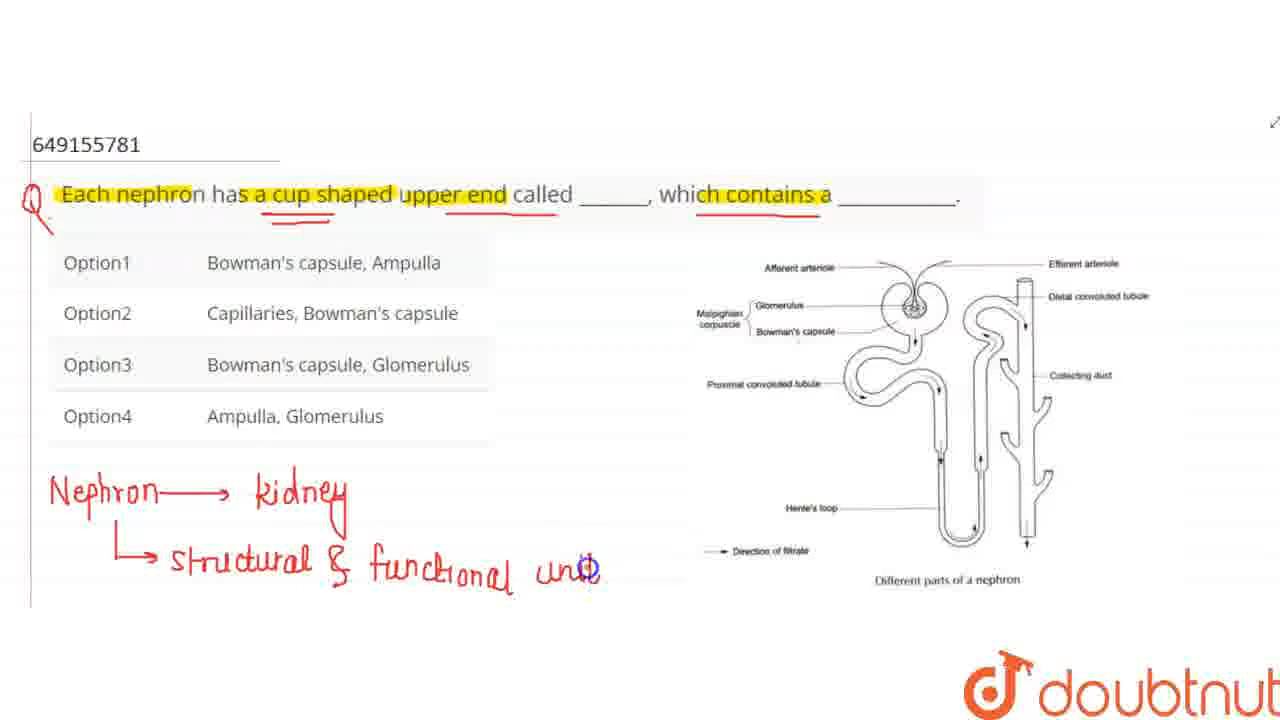 649155781
Q Each nephron has a cup shaped upper end called ______, which contains a __________.
Option1 Bowman's capsule, Ampulla
Option2 Capillaries, Bowman's capsule
Option3 Bowman's capsule, Glomerulus
Option4 Ampulla, Glomerulus
Nephron → kidney
→ structural & functional unit
Afferent arteriole
Efferent arteriole
Glomerulus
Malpighian corpuscle
Bowman's capsule
Distal convoluted tubule
Proximal convoluted tubule
Collecting duct
Henle's loop
→ Direction of filtrate
Different parts of a nephron
doubtnut